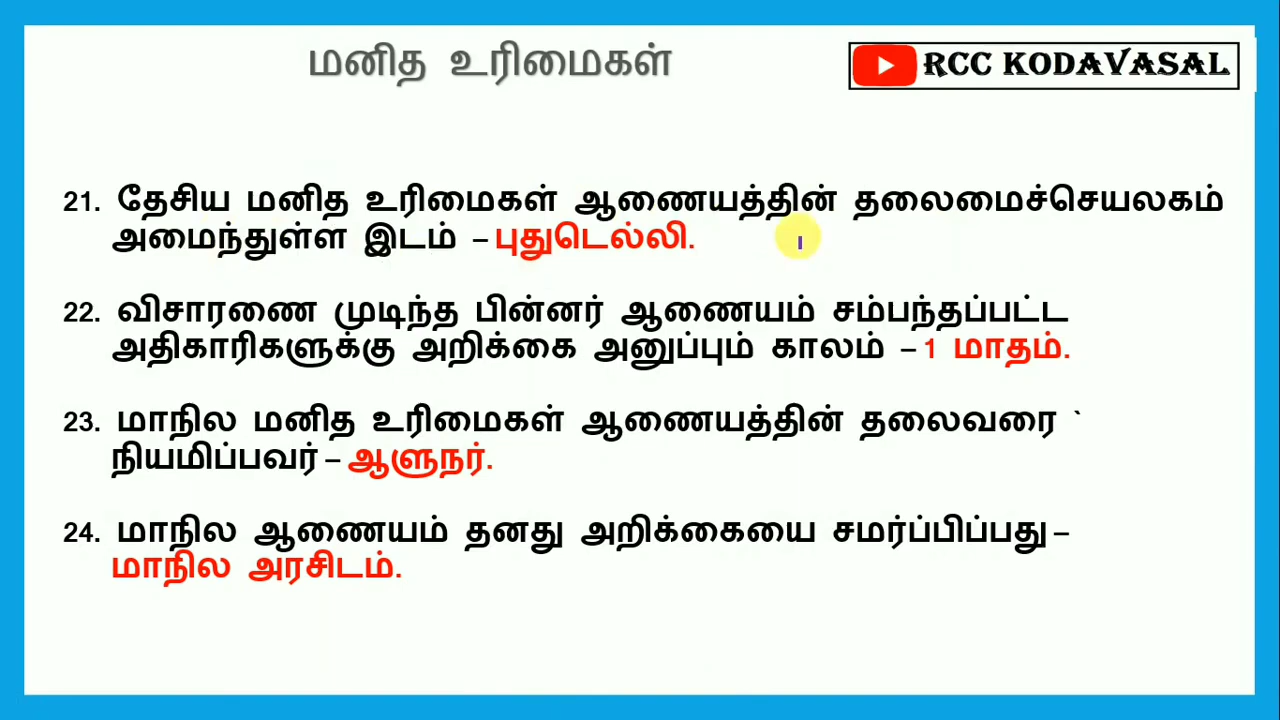 மனித உரிமைகள்
RCC KODAVASAL
21. தேசிய மனித உரிமைகள் ஆணையத்தின் தலைமைச்செயலகம்
அமைந்துள்ள இடம் – புதுடெல்லி.
22. விசாரணை முடிந்த பின்னர் ஆணையம் சம்பந்தப்பட்ட
அதிகாரிகளுக்கு அறிக்கை அனுப்பும் காலம் – 1 மாதம்.
23. மாநில மனித உரிமைகள் ஆணையத்தின் தலைவரை `
நியமிப்பவர் – ஆளுநர்.
24. மாநில ஆணையம் தனது அறிக்கையை சமர்ப்பிப்பது –
மாநில அரசிடம்.